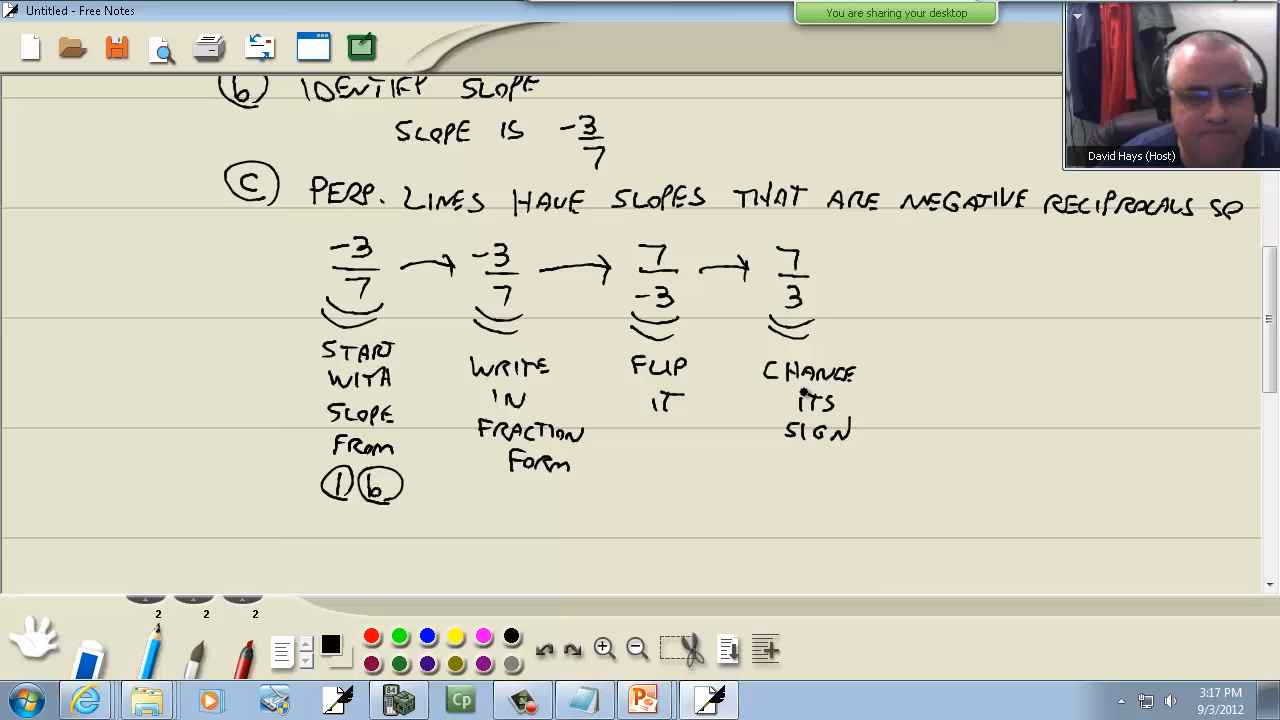 Untitled - Free Notes
You are sharing your desktop
b IDENTIFY SLOPE
SLOPE IS -3/7
David Hays (Host)
C PERP. LINES HAVE SLOPES THAT ARE NEGATIVE RECIPROCALS SO
-3/7 → -3/7 → 7/-3 → 7/3
START WITH SLOPE FROM 1 b
WRITE IN FRACTION FORM
FLIP IT
CHANGE ITS SIGN
2 2 2
Cp
3:17 PM
9/3/2012